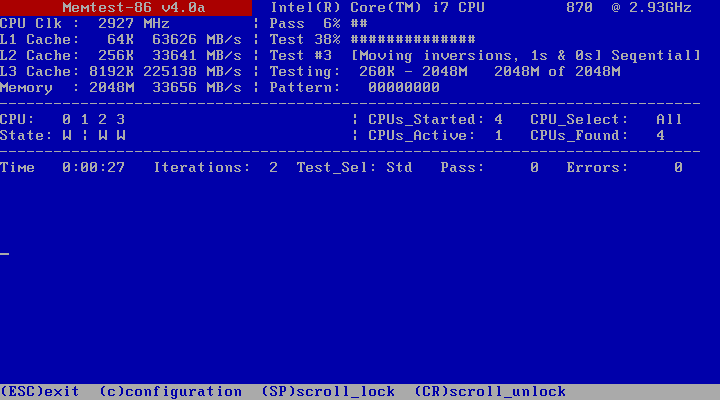 Memtest-86 v4.0a Intel(R) Core(TM) i7 CPU 870 @ 2.93GHz
CPU Clk : 2927 MHz ¦ Pass 6% ##
L1 Cache: 64K 63626 MB/s ¦ Test 38% ##############
L2 Cache: 256K 33641 MB/s ¦ Test #3 [Moving inversions, 1s & 0s] Seqential]
L3 Cache: 8192K 225138 MB/s ¦ Testing: 260K - 2048M 2048M of 2048M
Memory : 2048M 33656 MB/s ¦ Pattern: 00000000
CPU: 0 1 2 3 ¦ CPUs_Started: 4 CPU_Select: All
State: W ¦ W W ¦ CPUs_Active: 1 CPUs_Found: 4
Time 0:00:27 Iterations: 2 Test_Sel: Std Pass: 0 Errors: 0
(ESC)exit (c)configuration (SP)scroll_lock (CR)scroll_unlock